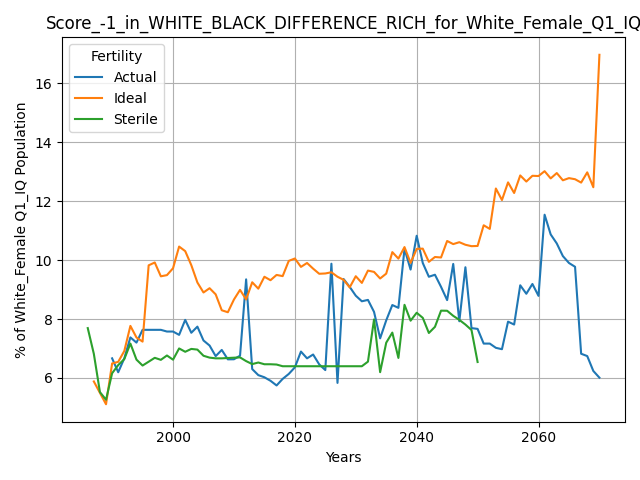 Score_-1_in_WHITE_BLACK_DIFFERENCE_RICH_for_White_Female_Q1_IQ
Fertility
Actual
Ideal
Sterile
% of White_Female Q1_IQ Population
16
14
12
10
8
6
2000
2020
2040
2060
Years